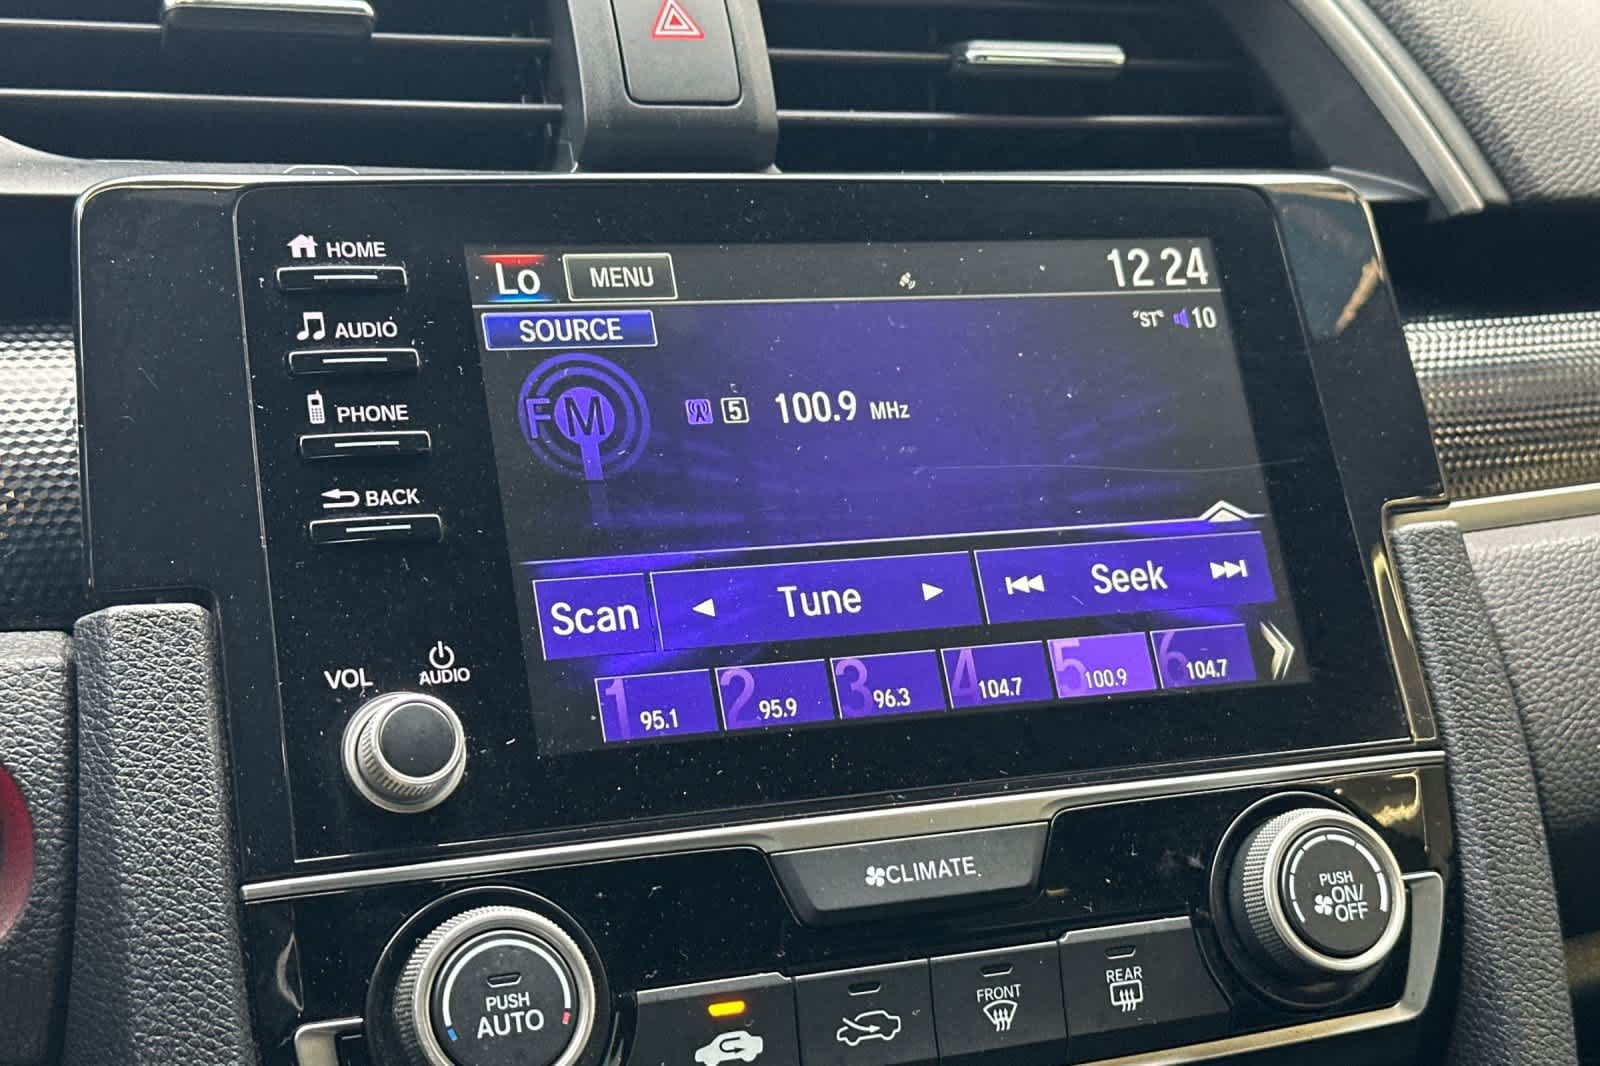 HOME
AUDIO
PHONE
BACK
VOL
AUDIO
Lo MENU 12 24
SOURCE "ST" 10
FM 5 100.9 MHz
Scan Tune Seek
1 95.1 2 95.9 3 96.3 4 104.7 5 100.9 6 104.7
CLIMATE
PUSH
AUTO
FRONT
REAR
PUSH
ON/
OFF